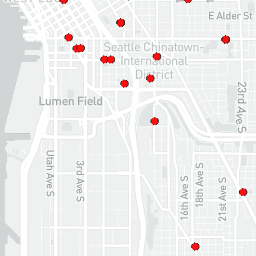 E Alder St
Seattle Chinatown-
International
District
Lumen Field
23rd Ave S
Utah Ave S
3rd Ave S
16th Ave S
18th Ave S
21st Ave S